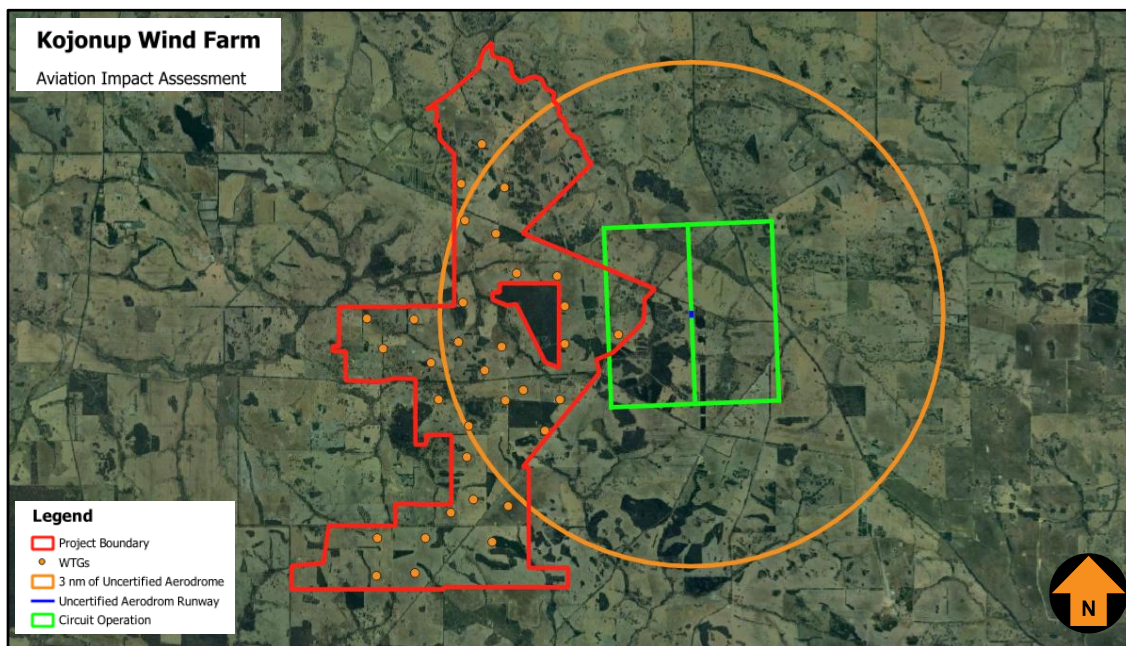 Kojonup Wind Farm
Aviation Impact Assessment
Legend
Project Boundary
WTGs
3 nm of Uncertified Aerodrome
Uncertified Aerodrom Runway
Circuit Operation
N